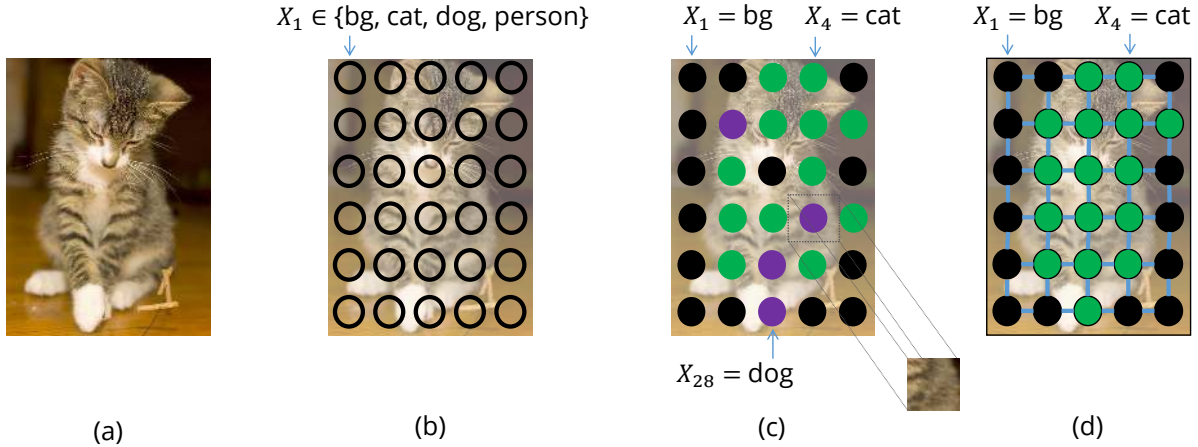 X₁ ∈ {bg, cat, dog, person}
X₁ = bg
X₄ = cat
X₁ = bg
X₄ = cat
X₂₈ = dog
(a)
(b)
(c)
(d)